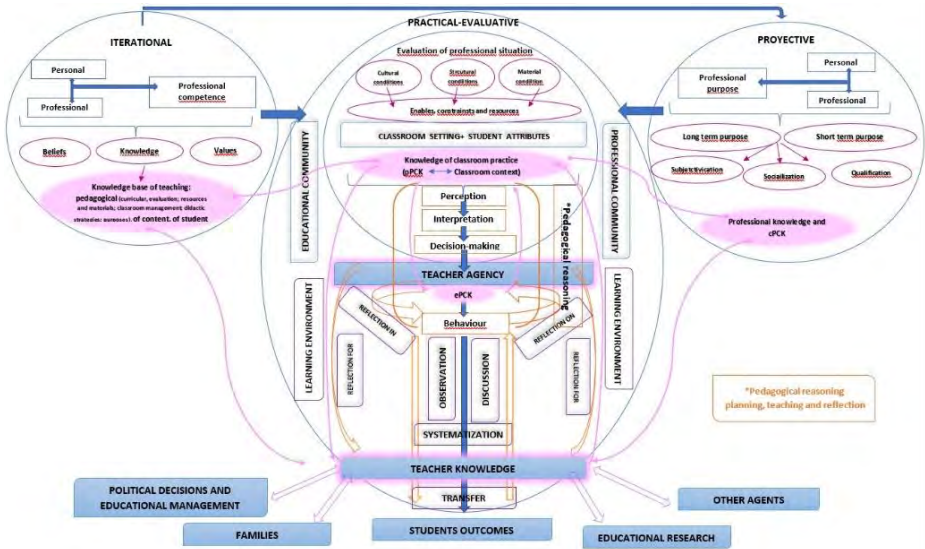 ITERATIONAL
Personal
Professional
Professional
competence
Beliefs
Knowledge
Values
Knowledge base of teaching:
pedagogical (curricular, evaluation; resources
and materials; classroom management; didactic
strategies; assesses), of content, of student
PRACTICAL-EVALUATIVE
Evaluation of professional situation
Cultural
conditions
Structural
conditions
Material
condition
Enables, constraints and resources
CLASSROOM SETTING+ STUDENT ATTRIBUTES
Knowledge of classroom practice
(pPCK Classroom context)
Perception
Interpretation
Decision-making
TEACHER AGENCY
ePCK
Behaviour
PROYECTIVE
Professional
purpose
Personal
Professional
Long term purpose
Short term purpose
Subjectivication
Socialization
Qualification
Professional knowledge and
cPCK
EDUCATIONAL COMMUNITY
PROFESSIONAL COMMUNITY
LEARNING ENVIRONMENT
LEARNING ENVIRONMENT
*Pedagogical reasoning
REFLECTION IN
REFLECTION ON
REFLECTION FOR
REFLECTION FOR
OBSERVATION
DISCUSSION
SYSTEMATIZATION
*Pedagogical reasoning
planning, teaching and reflection
TEACHER KNOWLEDGE
TRANSFER
POLITICAL DECISIONS AND
EDUCATIONAL MANAGEMENT
FAMILIES
STUDENTS OUTCOMES
EDUCATIONAL RESEARCH
OTHER AGENTS